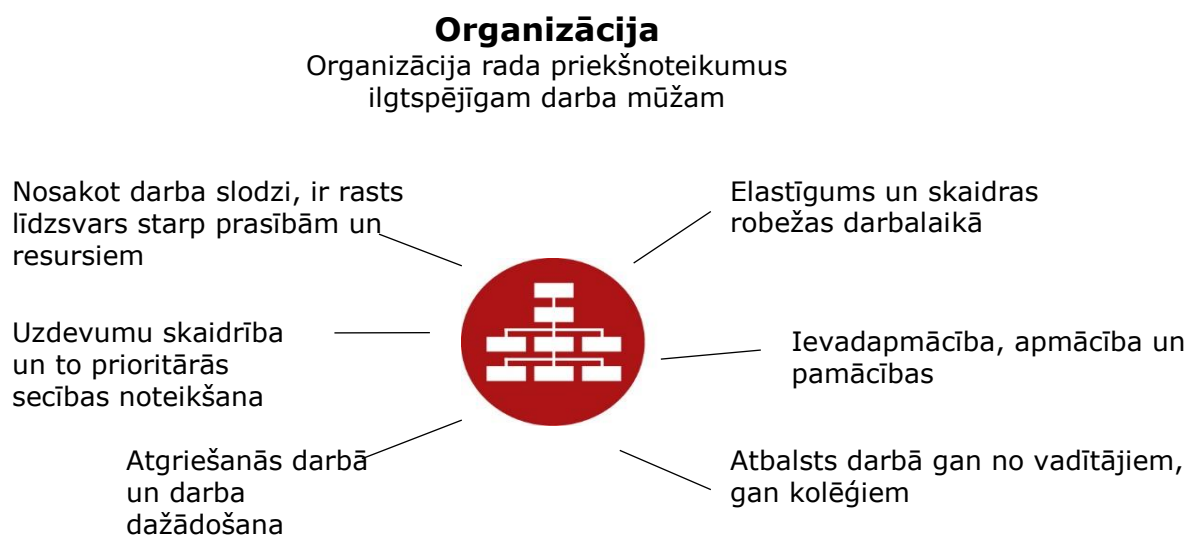 Organizācija
Organizācija rada priekšnoteikumus
ilgtspējīgam darba mūžam
Nosakot darba slodzi, ir rasts
līdzsvars starp prasībām un
resursiem
Elastīgums un skaidras
robežas darbalaikā
Uzdevumu skaidrība
un to prioritārās
secības noteikšana
Ievadapmācība, apmācība un
pamācības
Atgriešanās darbā
un darba
dažādošana
Atbalsts darbā gan no vadītājiem,
gan kolēģiem